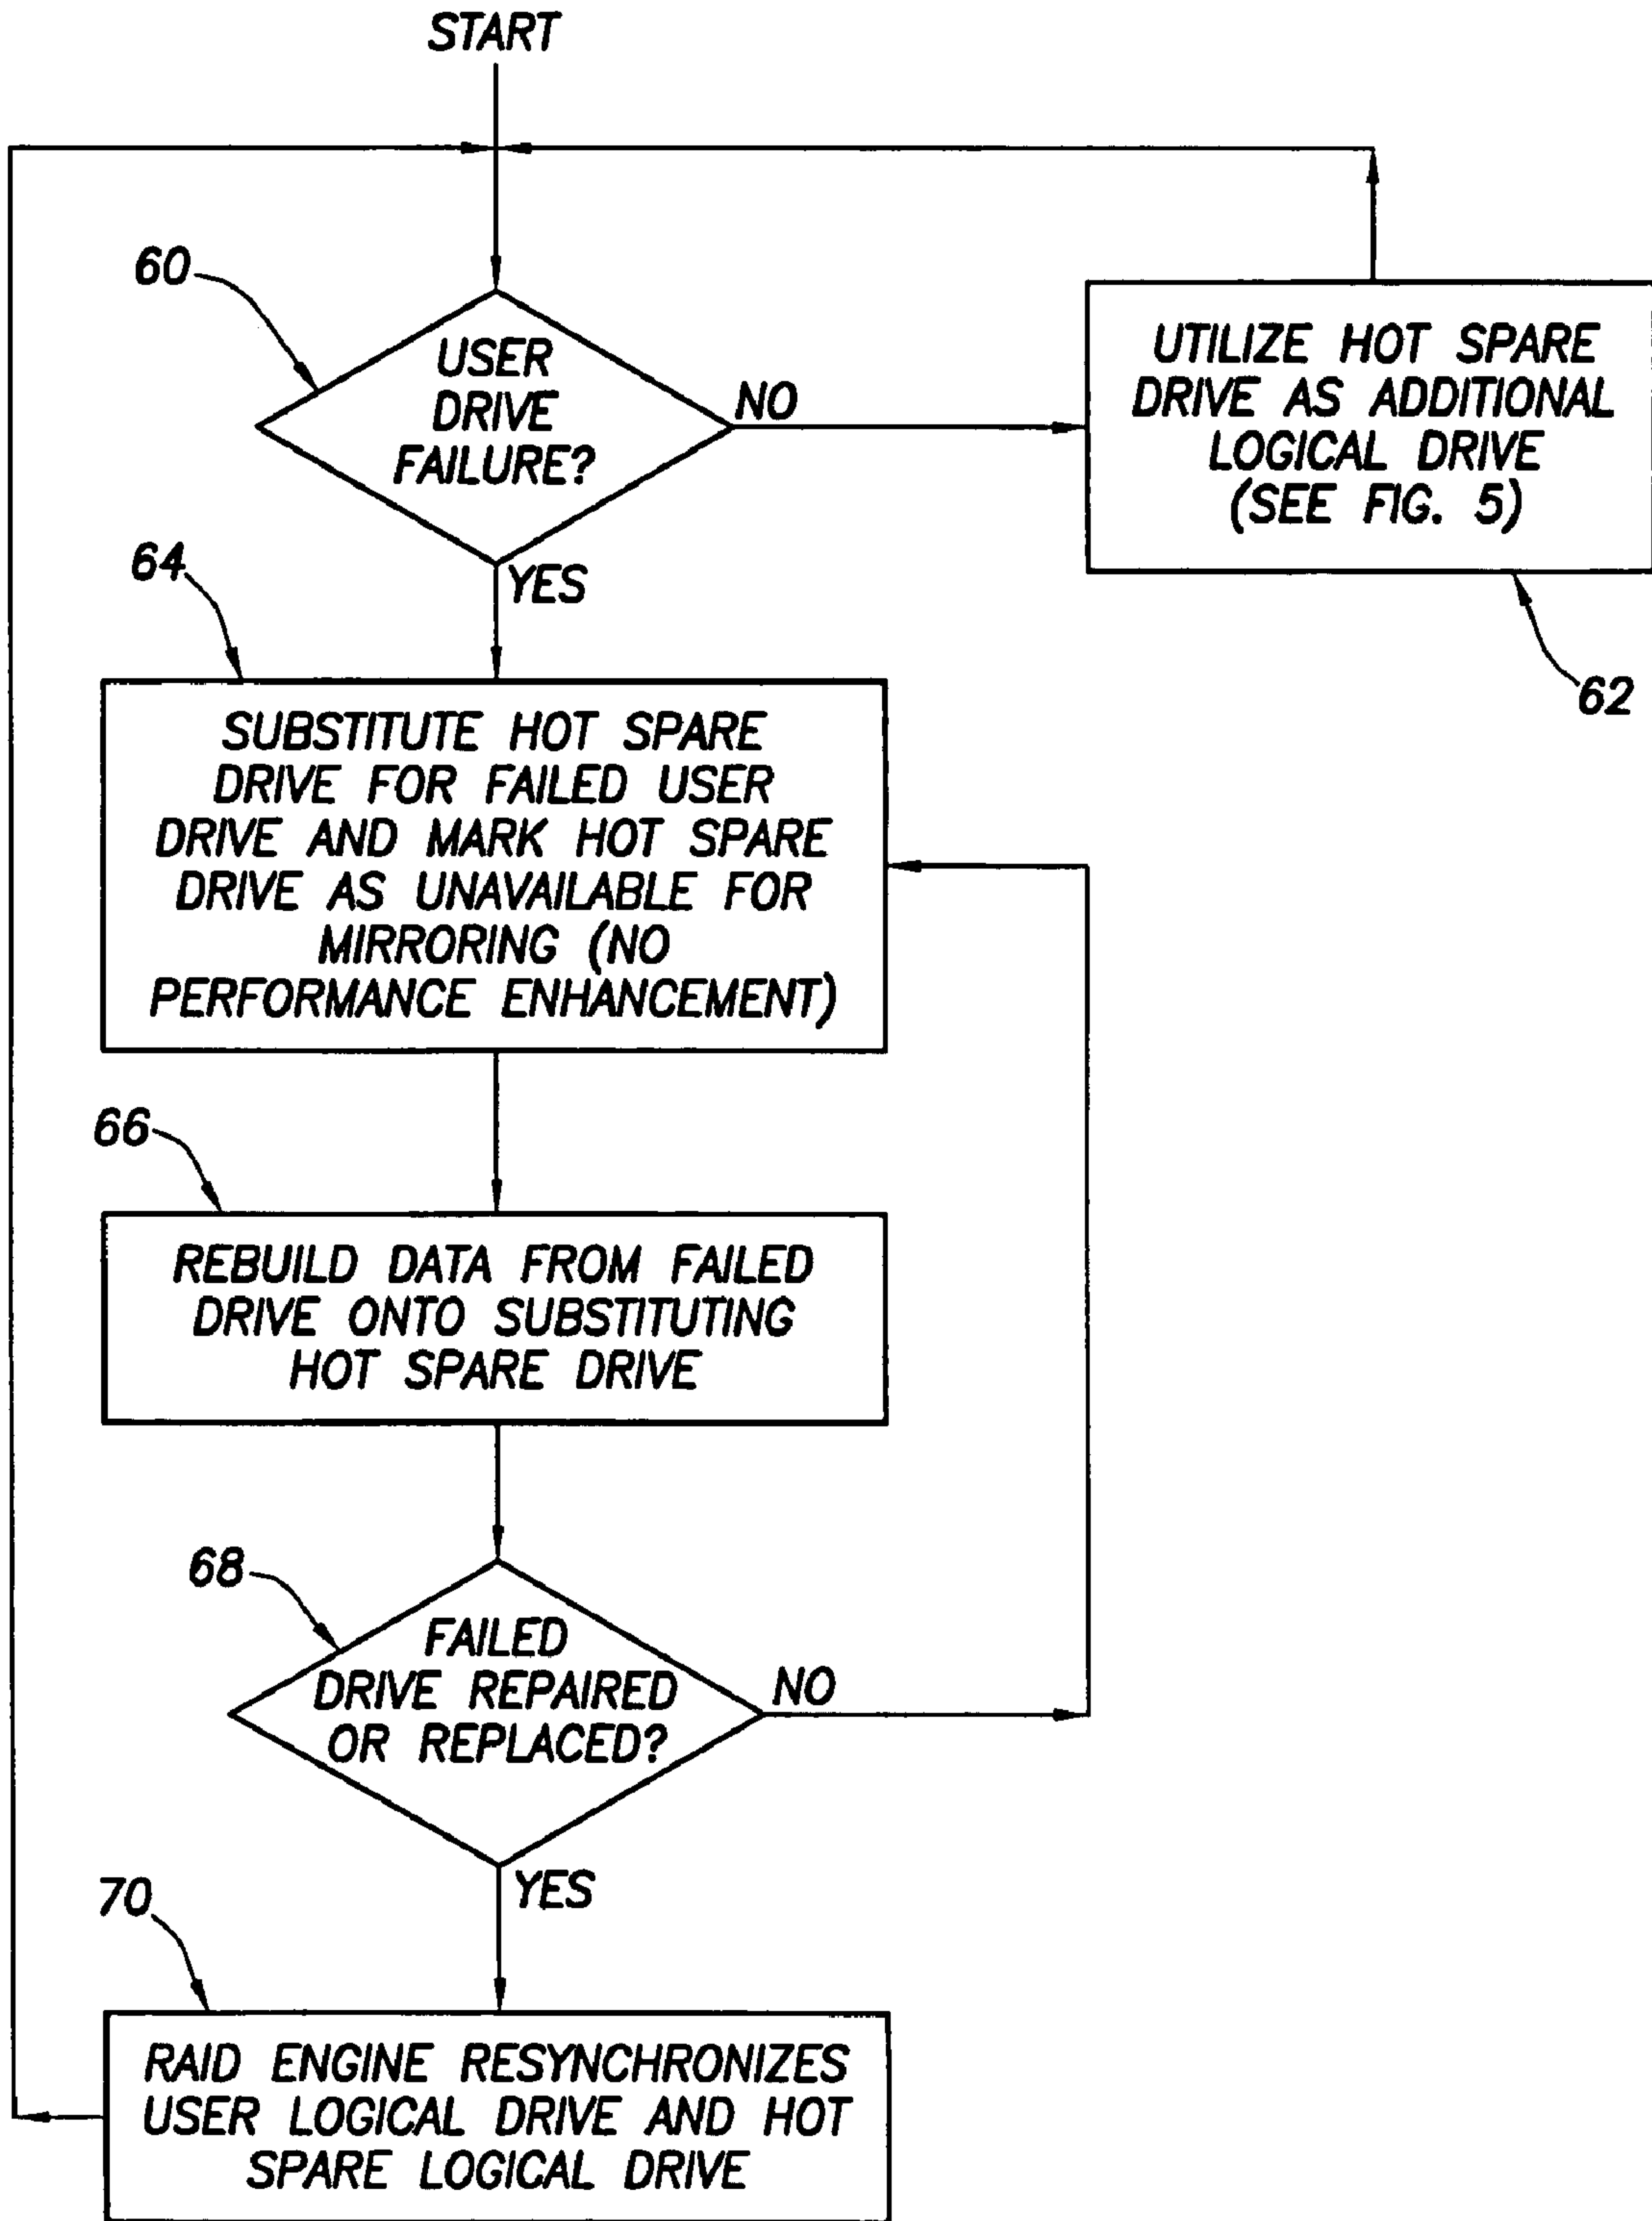 START
60
USER
DRIVE
FAILURE?
NO
UTILIZE HOT SPARE
DRIVE AS ADDITIONAL
LOGICAL DRIVE
(SEE FIG. 5)
62
YES
64
SUBSTITUTE HOT SPARE
DRIVE FOR FAILED USER
DRIVE AND MARK HOT SPARE
DRIVE AS UNAVAILABLE FOR
MIRRORING (NO
PERFORMANCE ENHANCEMENT)
66
REBUILD DATA FROM FAILED
DRIVE ONTO SUBSTITUTING
HOT SPARE DRIVE
68
FAILED
DRIVE REPAIRED
OR REPLACED?
NO
YES
70
RAID ENGINE RESYNCHRONIZES
USER LOGICAL DRIVE AND HOT
SPARE LOGICAL DRIVE